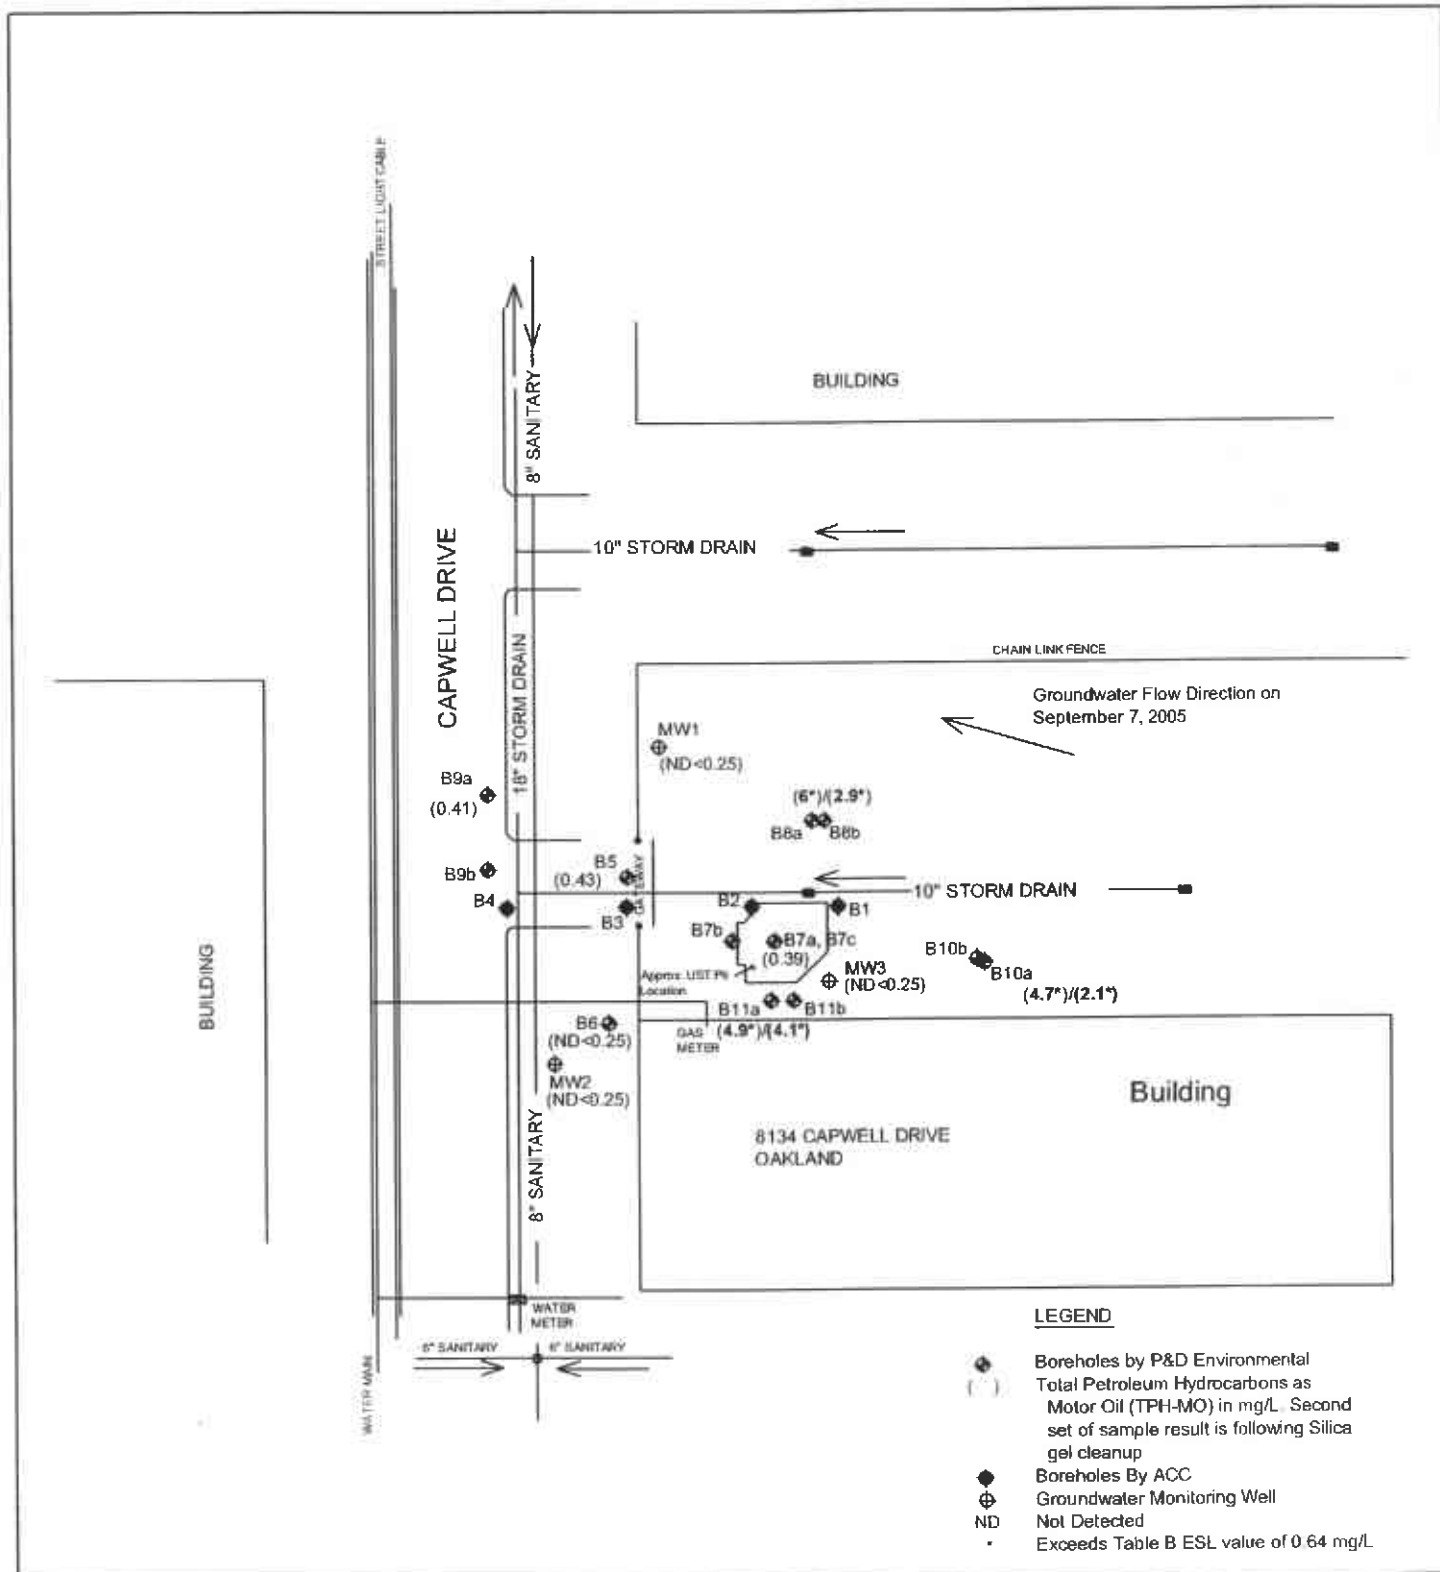 STREET LIGHT CABLE
8" SANITARY
BUILDING
10" STORM DRAIN
CAPWELL DRIVE
18" STORM DRAIN
CHAIN LINK FENCE
Groundwater Flow Direction on
September 7, 2005
MW1
(ND<0.25)
B9a
(0.41)
(6*)/(2.9*)
B8a
B8b
B9b
B5
(0.43)
GATEWAY
10" STORM DRAIN
B4
B3
B2
B1
B7b
B7a, B7c
(0.39)
B10b
B10a
(4.7*)/(2.1*)
MW3
(ND<0.25)
Approx. UST Pit
Location
BUILDING
B11a
B11b
(4.9*)/(4.1*)
B6
(ND<0.25)
GAS
METER
MW2
(ND<0.25)
Building
8134 CAPWELL DRIVE
OAKLAND
8" SANITARY
WATER
METER
6" SANITARY
6" SANITARY
WATER MAIN
LEGEND
Boreholes by P&D Environmental
( ) Total Petroleum Hydrocarbons as
Motor Oil (TPH-MO) in mg/L. Second
set of sample result is following Silica
gel cleanup
Boreholes By ACC
Groundwater Monitoring Well
ND Not Detected
* Exceeds Table B ESL value of 0.64 mg/L